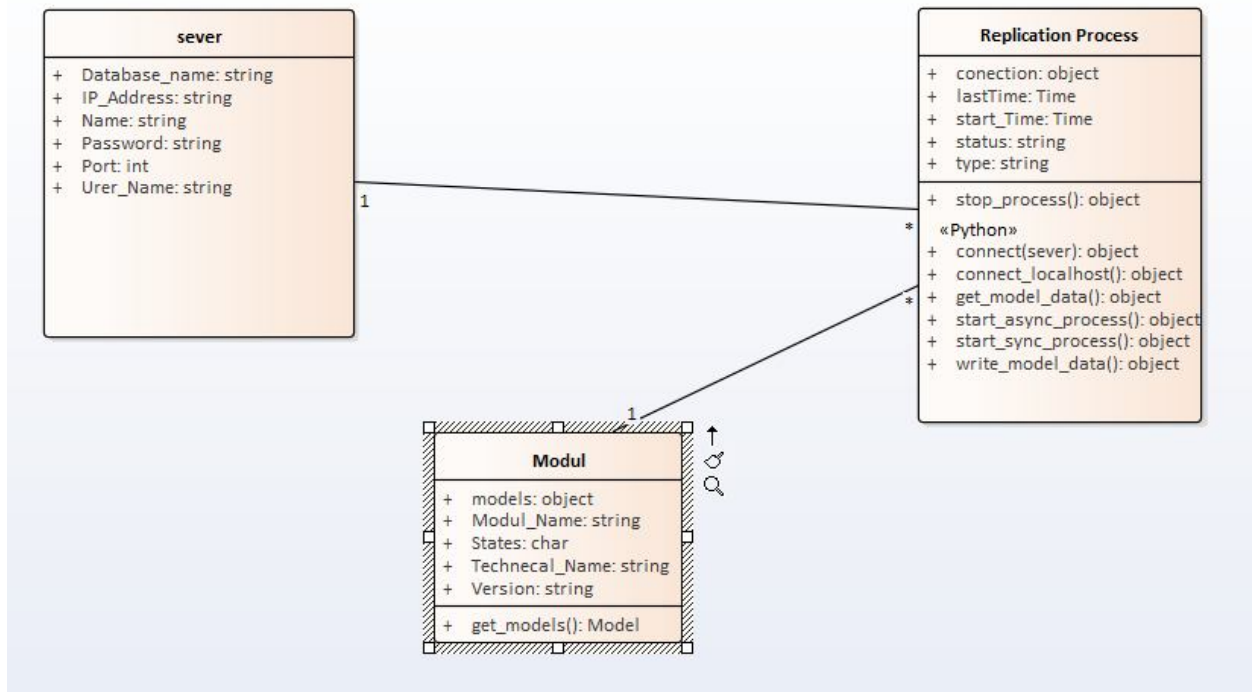 sever
+ Database_name: string
+ IP_Address: string
+ Name: string
+ Password: string
+ Port: int
+ Urer_Name: string
1
Replication Process
+ conection: object
+ lastTime: Time
+ start_Time: Time
+ status: string
+ type: string
+ stop_process(): object
«Python»
+ connect(sever): object
+ connect_localhost(): object
+ get_model_data(): object
+ start_async_process(): object
+ start_sync_process(): object
+ write_model_data(): object
*
*
1
Modul
+ models: object
+ Modul_Name: string
+ States: char
+ Technecal_Name: string
+ Version: string
+ get_models(): Model